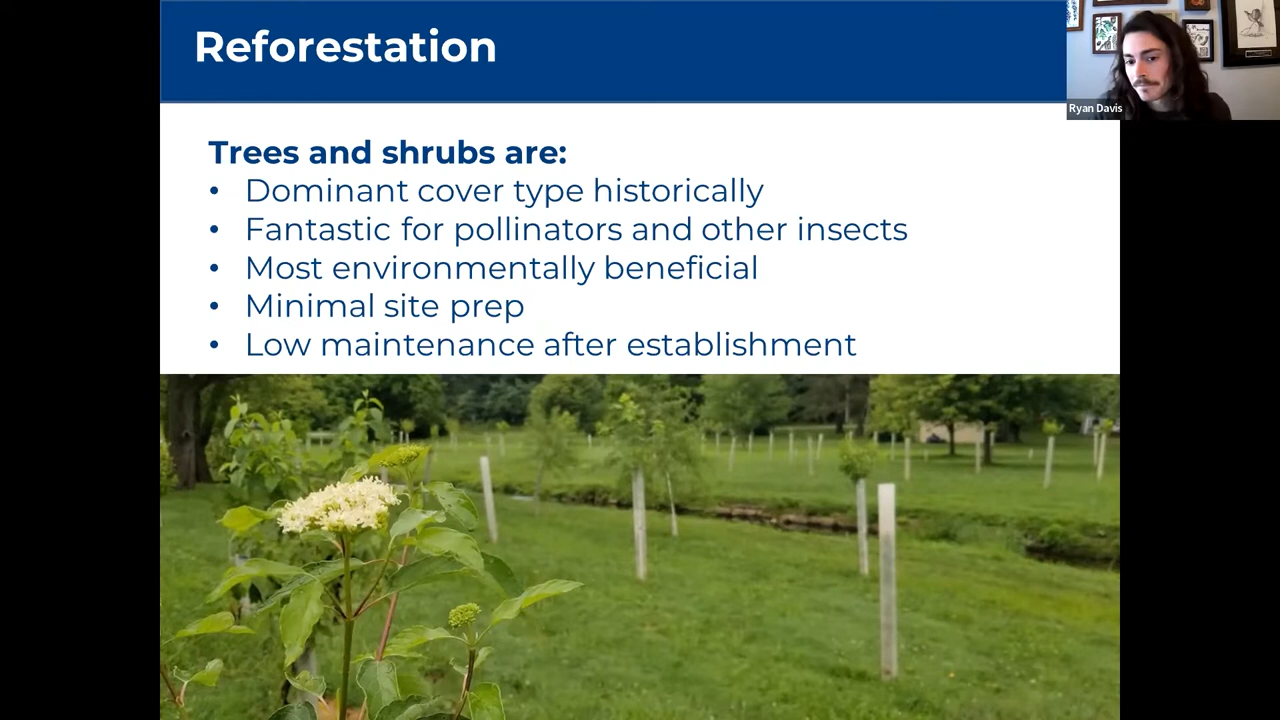 Reforestation
Ryan Davis
Trees and shrubs are:
• Dominant cover type historically
• Fantastic for pollinators and other insects
• Most environmentally beneficial
• Minimal site prep
• Low maintenance after establishment